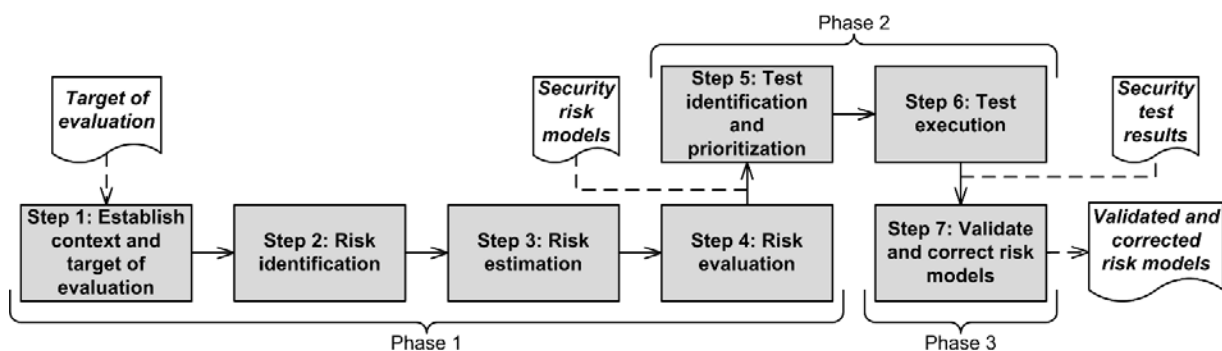 Phase 2
Target of
evaluation
Security
risk
models
Step 5: Test
identification
and
prioritization
Step 6: Test
execution
Security
test
results
Step 1: Establish
context and
target of
evaluation
Step 2: Risk
identification
Step 3: Risk
estimation
Step 4: Risk
evaluation
Step 7: Validate
and correct risk
models
Validated and
corrected
risk models
Phase 1
Phase 3